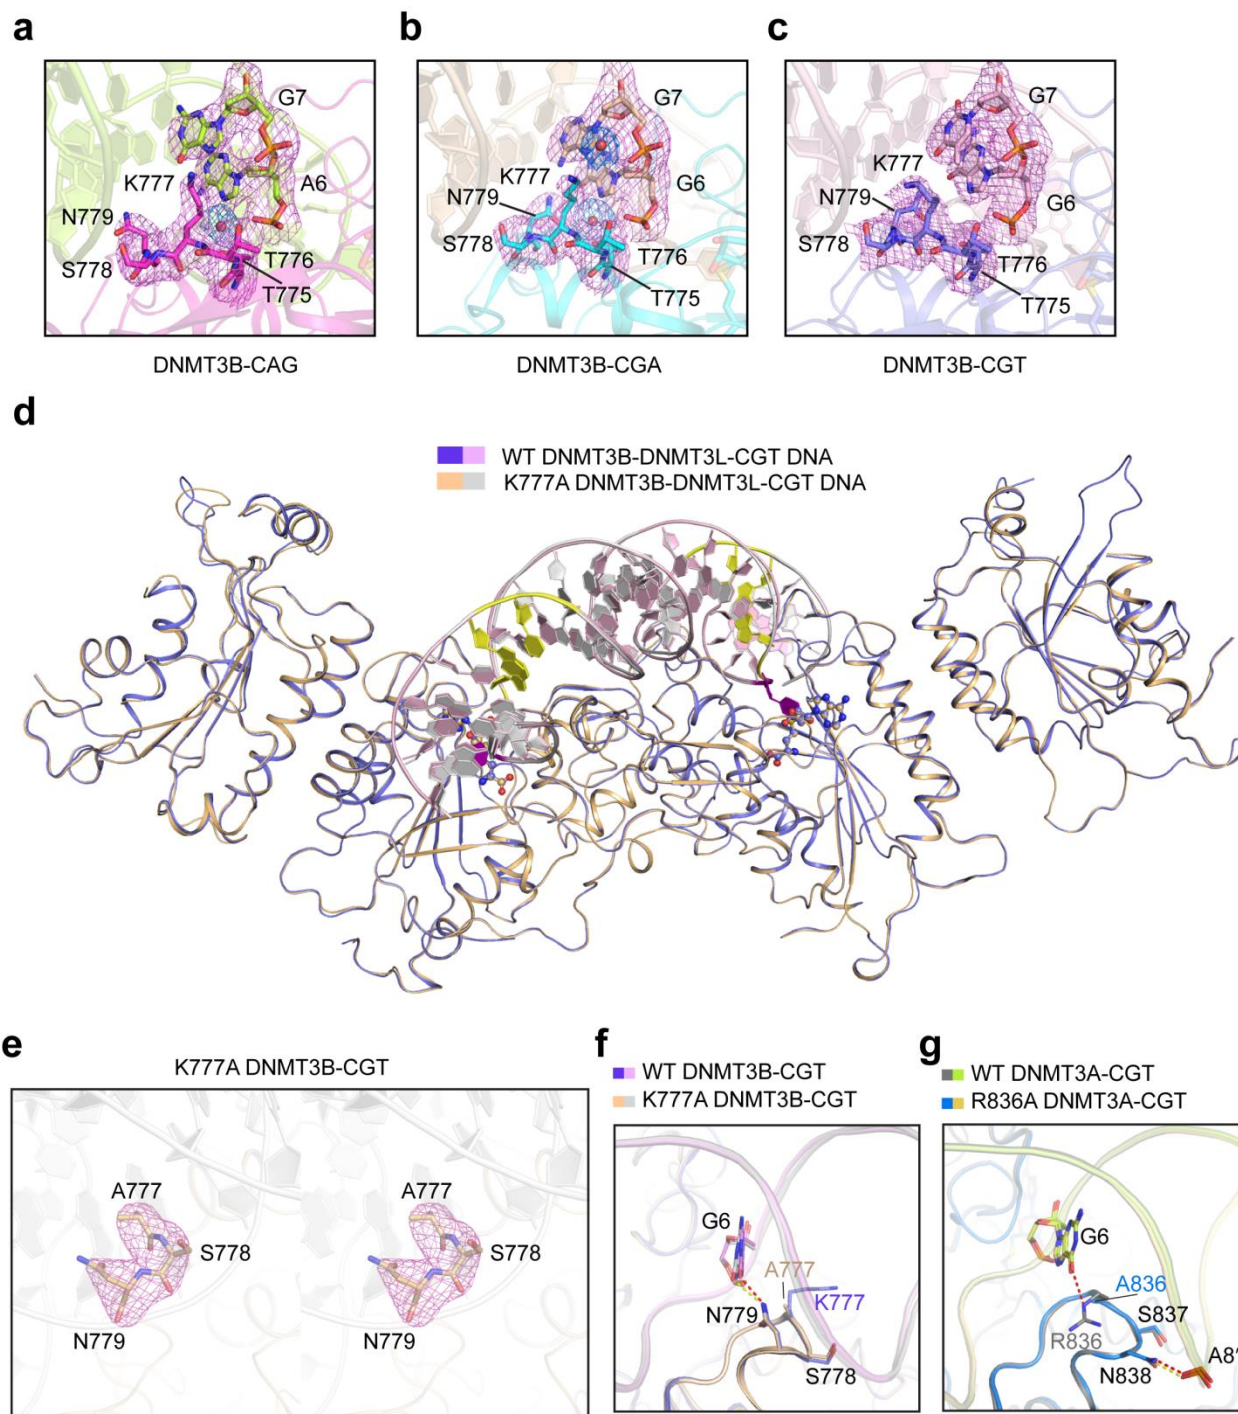 a
G7
K777
A6
N779
S778
T776
T775
DNMT3B-CAG
b
G7
K777
N779
G6
S778
T776
T775
DNMT3B-CGA
c
G7
K777
N779
G6
S778
T776
T775
DNMT3B-CGT
d
WT DNMT3B-DNMT3L-CGT DNA
K777A DNMT3B-DNMT3L-CGT DNA
e
K777A DNMT3B-CGT
A777
S778
N779
A777
S778
N779
f
WT DNMT3B-CGT
K777A DNMT3B-CGT
G6
A777
N779
K777
S778
g
WT DNMT3A-CGT
R836A DNMT3A-CGT
G6
A836
S837
R836
N838
A8'